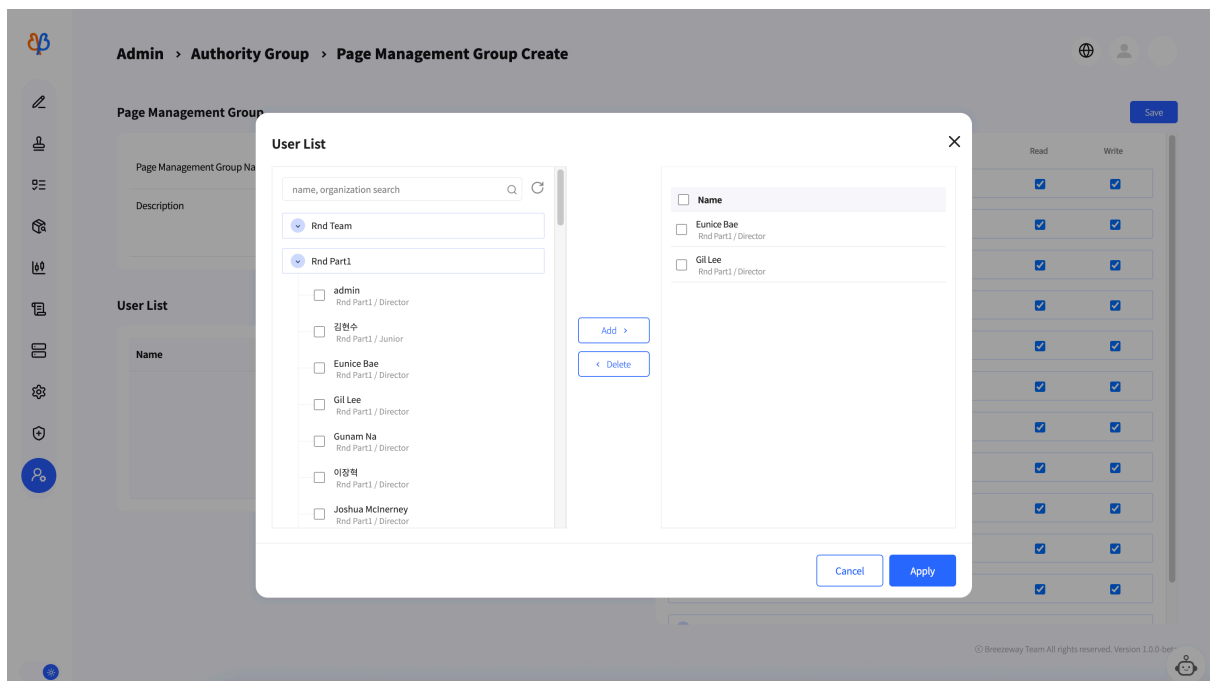 Admin > Authority Group > Page Management Group Create
Page Management Group
Save
Page Management Group Na
Description
Read
Write
User List
Name
User List
name, organization search
Rnd Team
Rnd Part1
admin
Rnd Part1 / Director
김현수
Rnd Part1 / Junior
Eunice Bae
Rnd Part1 / Director
Gil Lee
Rnd Part1 / Director
Gunam Na
Rnd Part1 / Director
이장혁
Rnd Part1 / Director
Joshua McInerney
Rnd Part1 / Director
Add >
< Delete
Name
Eunice Bae
Rnd Part1 / Director
Gil Lee
Rnd Part1 / Director
Cancel
Apply
ⓒ Breezeway Team All rights reserved. Version 1.0.0-bet